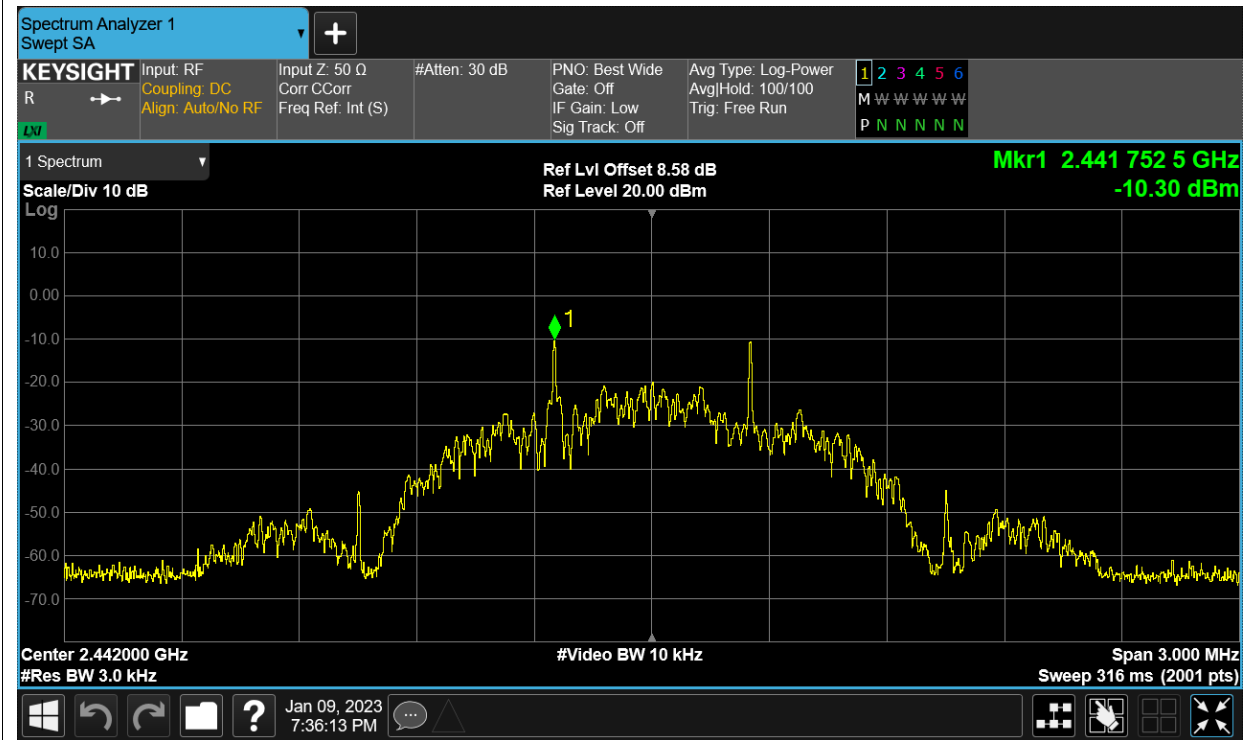 Spectrum Analyzer 1
Swept SA
KEYSIGHT
R
LXI
Input: RF
Coupling: DC
Align: Auto/No RF
Input Z: 50 Ω
Corr CCorr
Freq Ref: Int (S)
#Atten: 30 dB
PNO: Best Wide
Gate: Off
IF Gain: Low
Sig Track: Off
Avg Type: Log-Power
Avg|Hold: 100/100
Trig: Free Run
1 2 3 4 5 6
M W W W W W
P N N N N N
1 Spectrum
Scale/Div 10 dB
Ref Lvl Offset 8.58 dB
Ref Level 20.00 dBm
Mkr1 2.441 752 5 GHz
-10.30 dBm
Log
10.0
0.00
-10.0
-20.0
-30.0
-40.0
-50.0
-60.0
-70.0
1
Center 2.442000 GHz
#Res BW 3.0 kHz
#Video BW 10 kHz
Span 3.000 MHz
Sweep 316 ms (2001 pts)
?
Jan 09, 2023
7:36:13 PM